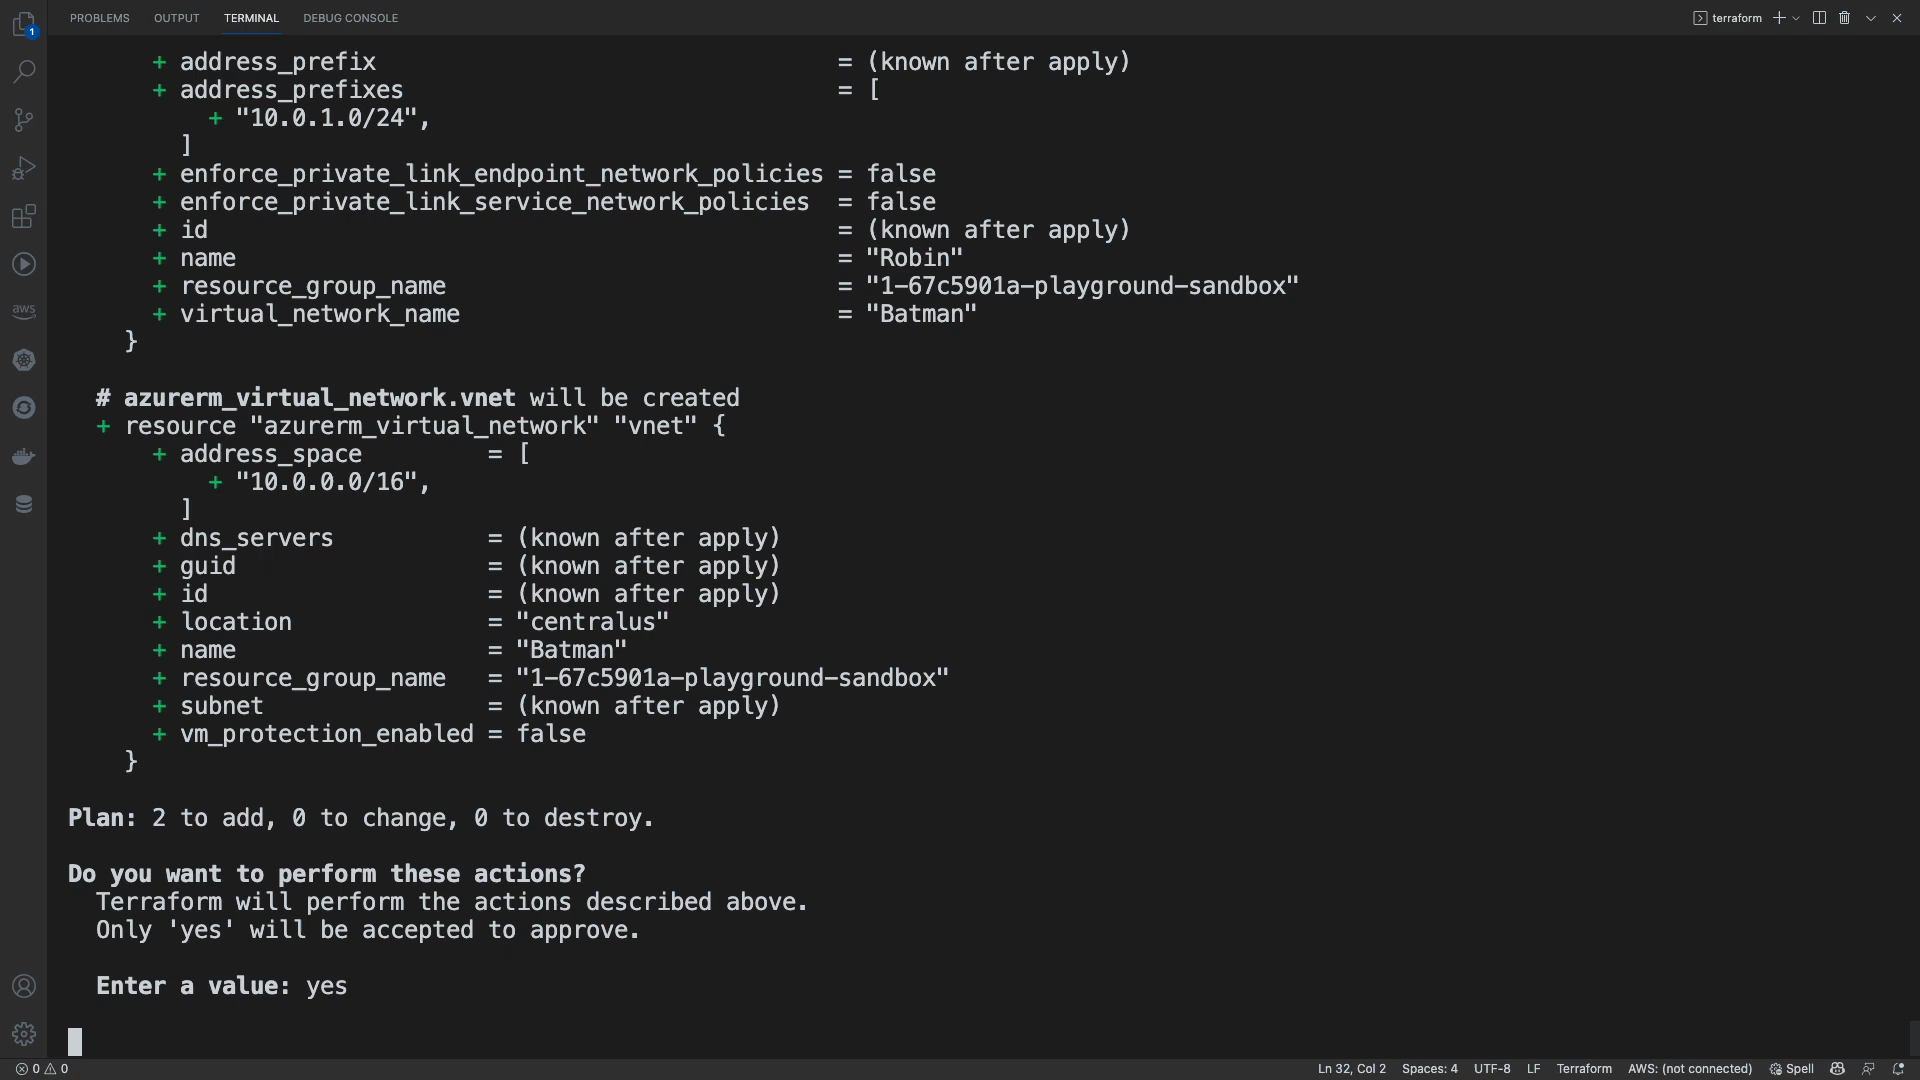 PROBLEMS OUTPUT TERMINAL DEBUG CONSOLE terraform
1
+ address_prefix = (known after apply)
+ address_prefixes = [
+ "10.0.1.0/24",
]
+ enforce_private_link_endpoint_network_policies = false
+ enforce_private_link_service_network_policies = false
+ id = (known after apply)
+ name = "Robin"
+ resource_group_name = "1-67c5901a-playground-sandbox"
+ virtual_network_name = "Batman"
}
# azurerm_virtual_network.vnet will be created
+ resource "azurerm_virtual_network" "vnet" {
+ address_space = [
+ "10.0.0.0/16",
]
+ dns_servers = (known after apply)
+ guid = (known after apply)
+ id = (known after apply)
+ location = "centralus"
+ name = "Batman"
+ resource_group_name = "1-67c5901a-playground-sandbox"
+ subnet = (known after apply)
+ vm_protection_enabled = false
}
Plan: 2 to add, 0 to change, 0 to destroy.
Do you want to perform these actions?
Terraform will perform the actions described above.
Only 'yes' will be accepted to approve.
Enter a value: yes
aws
0 0 Ln 32, Col 2 Spaces: 4 UTF-8 LF Terraform AWS: (not connected) Spell